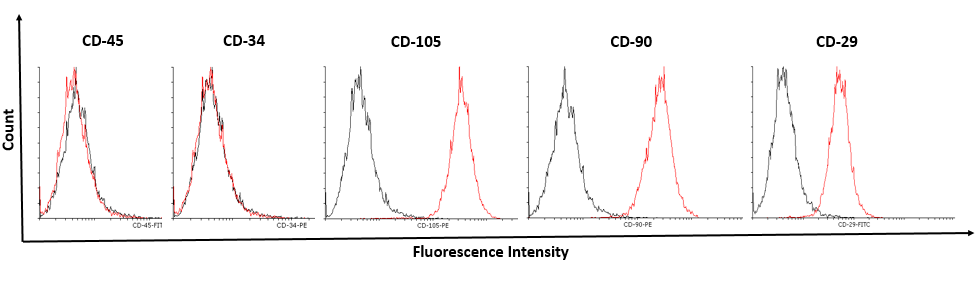 CD-45
CD-34
CD-105
CD-90
CD-29
Count
CD-45-FIT
CD-34-PE
CD-105-PE
CD-90-PE
CD-29-FITC
Fluorescence Intensity